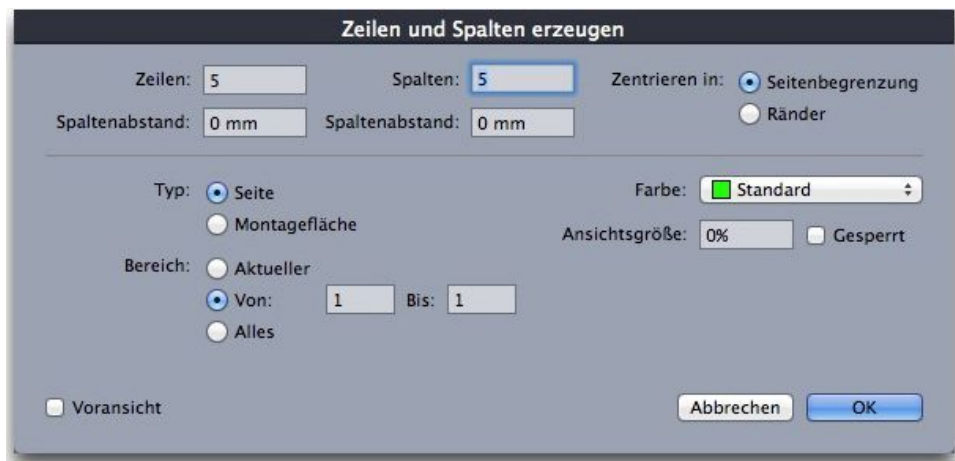 Zeilen und Spalten erzeugen
Zeilen: 5 Spalten: 5 Zentrieren in: Seitenbegrenzung
Spaltenabstand: 0 mm Spaltenabstand: 0 mm Ränder
Typ: Seite Farbe: Standard
Montagefläche Ansichtsgröße: 0% Gesperrt
Bereich: Aktueller
Von: 1 Bis: 1
Alles
Voransicht Abbrechen OK